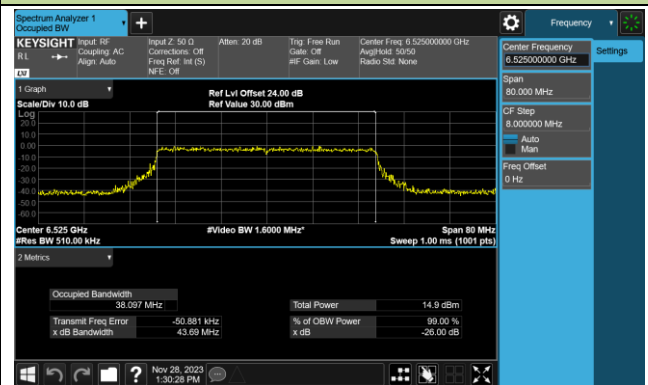 Spectrum Analyzer 1
Occupied BW
Frequency
KEYSIGHT
RL
LXI
Input: RF
Coupling: AC
Align: Auto
Input Z: 50 Ω
Corrections: Off
Freq Ref: Int (S)
NFE: Off
Atten: 20 dB
Trig: Free Run
Gate: Off
#IF Gain: Low
Center Freq: 6.525000000 GHz
Avg|Hold: 50/50
Radio Std: None
Center Frequency
6.525000000 GHz
Settings
Span
80.000 MHz
CF Step
8.000000 MHz
Auto
Man
Freq Offset
0 Hz
1 Graph
Scale/Div 10.0 dB
Ref Lvl Offset 24.00 dB
Ref Value 30.00 dBm
Log
20.0
10.0
0.00
-10.0
-20.0
-30.0
-40.0
-50.0
-60.0
Center 6.525 GHz
#Res BW 510.00 kHz
#Video BW 1.6000 MHz*
Span 80 MHz
Sweep 1.00 ms (1001 pts)
2 Metrics
Occupied Bandwidth
38.097 MHz
Total Power 14.9 dBm
Transmit Freq Error -50.881 kHz
% of OBW Power 99.00 %
x dB Bandwidth 43.69 MHz
x dB -26.00 dB
?
Nov 28, 2023
1:30:28 PM